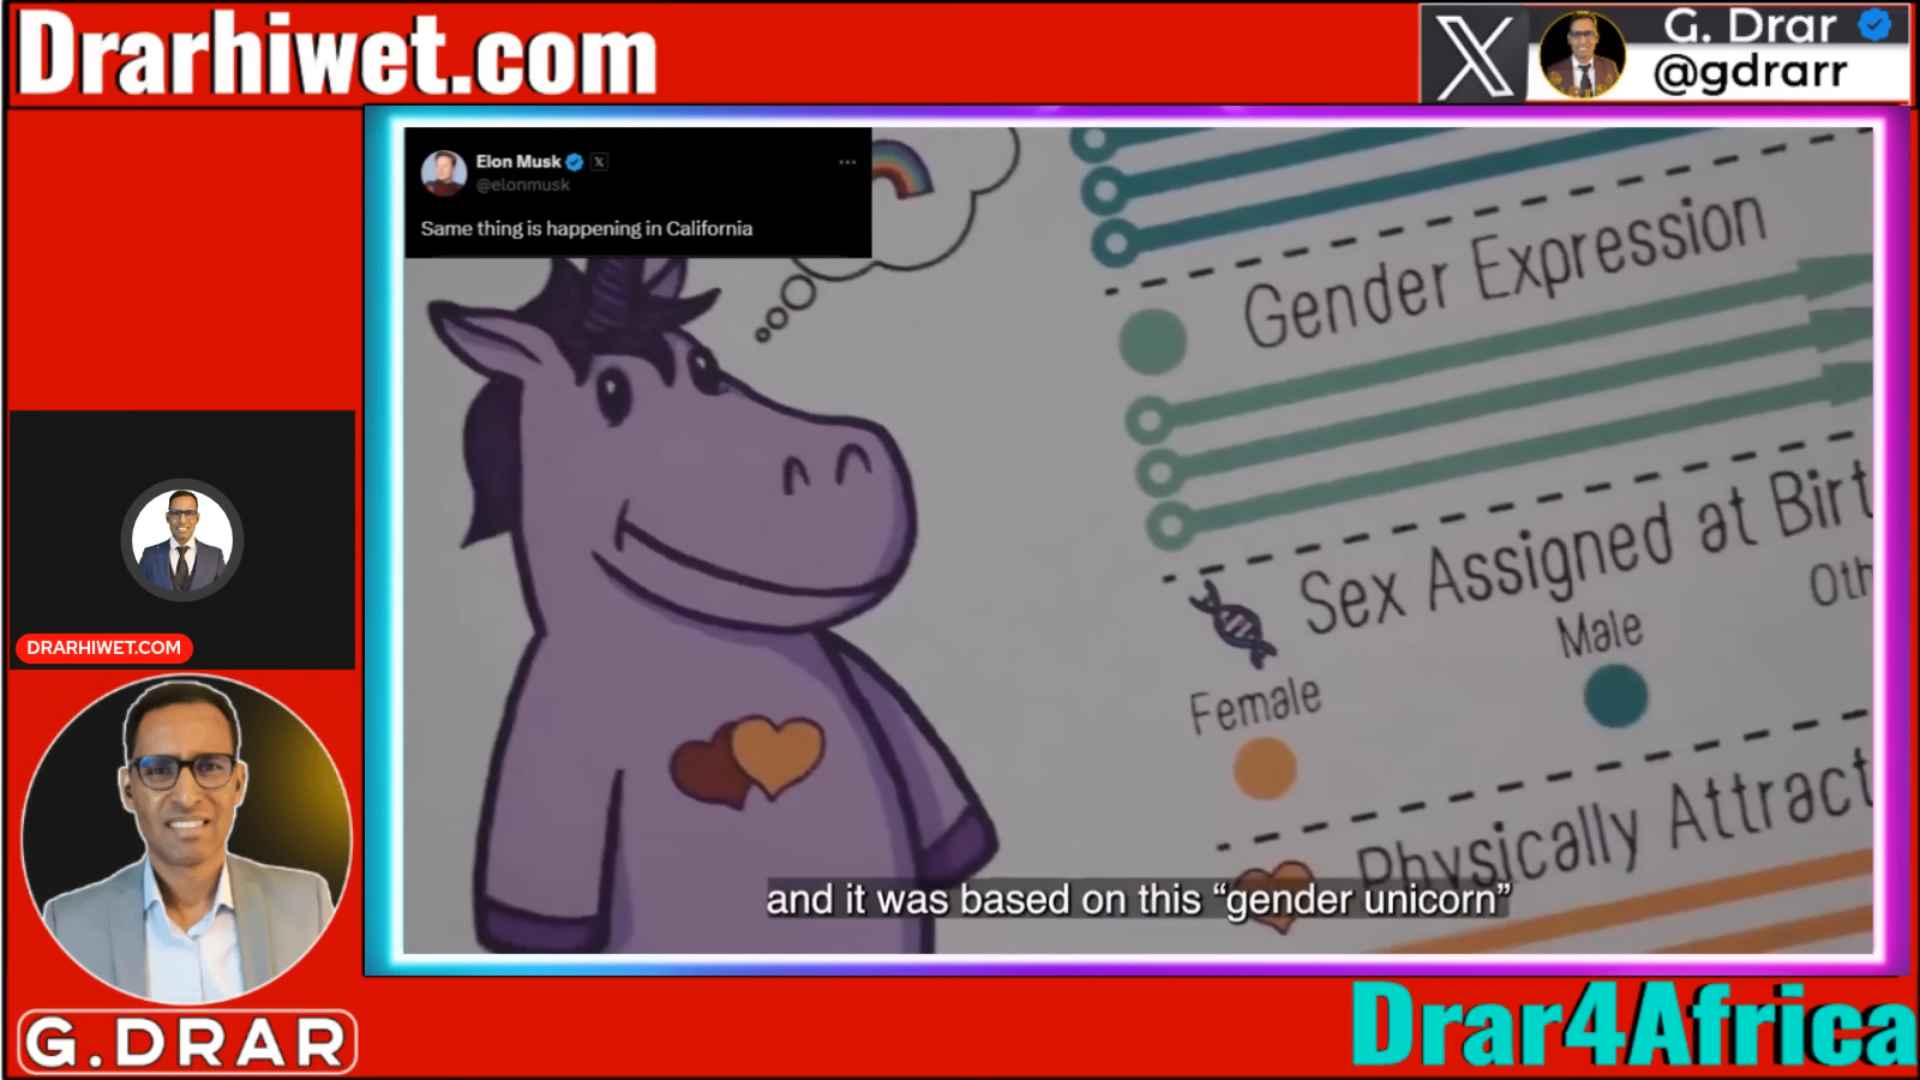 Drarhiwet.com
X
G. Drar
@gdrarr
Elon Musk
@elonmusk
Same thing is happening in California
Gender Expression
Sex Assigned at Birt
Female
Male
Oth
Physically Attract
and it was based on this “gender unicorn”
DRARHIWET.COM
G.DRAR
Drar4Africa